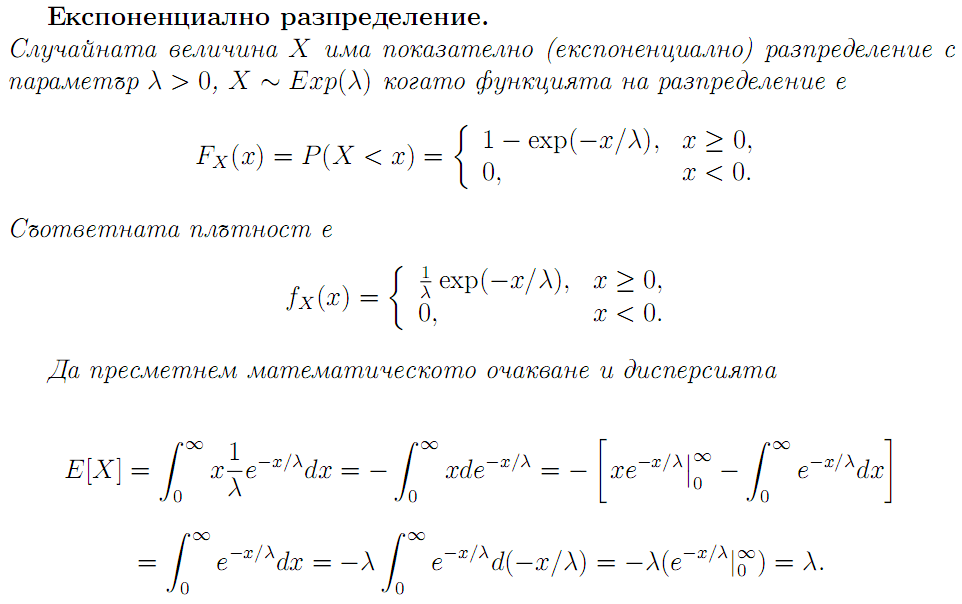 Експоненциално разпределение.
Случайната величина X има показателно (експоненциално) разпределение с
параметър λ > 0, X ∼ Exp(λ) когато функцията на разпределение е
F_X(x) = P(X < x) = { 1 − exp(−x/λ), x ≥ 0,
0, x < 0.
Съответната плътност е
f_X(x) = { \frac{1}{λ} exp(−x/λ), x ≥ 0,
0, x < 0.
Да пресметнем математическото очакване и дисперсията
E[X] = ∫_0^∞ x \frac{1}{λ} e^{−x/λ} dx = − ∫_0^∞ x d e^{−x/λ} = − [ x e^{−x/λ} |_0^∞ − ∫_0^∞ e^{−x/λ} dx ]
= ∫_0^∞ e^{−x/λ} dx = −λ ∫_0^∞ e^{−x/λ} d(−x/λ) = −λ(e^{−x/λ} |_0^∞) = λ.